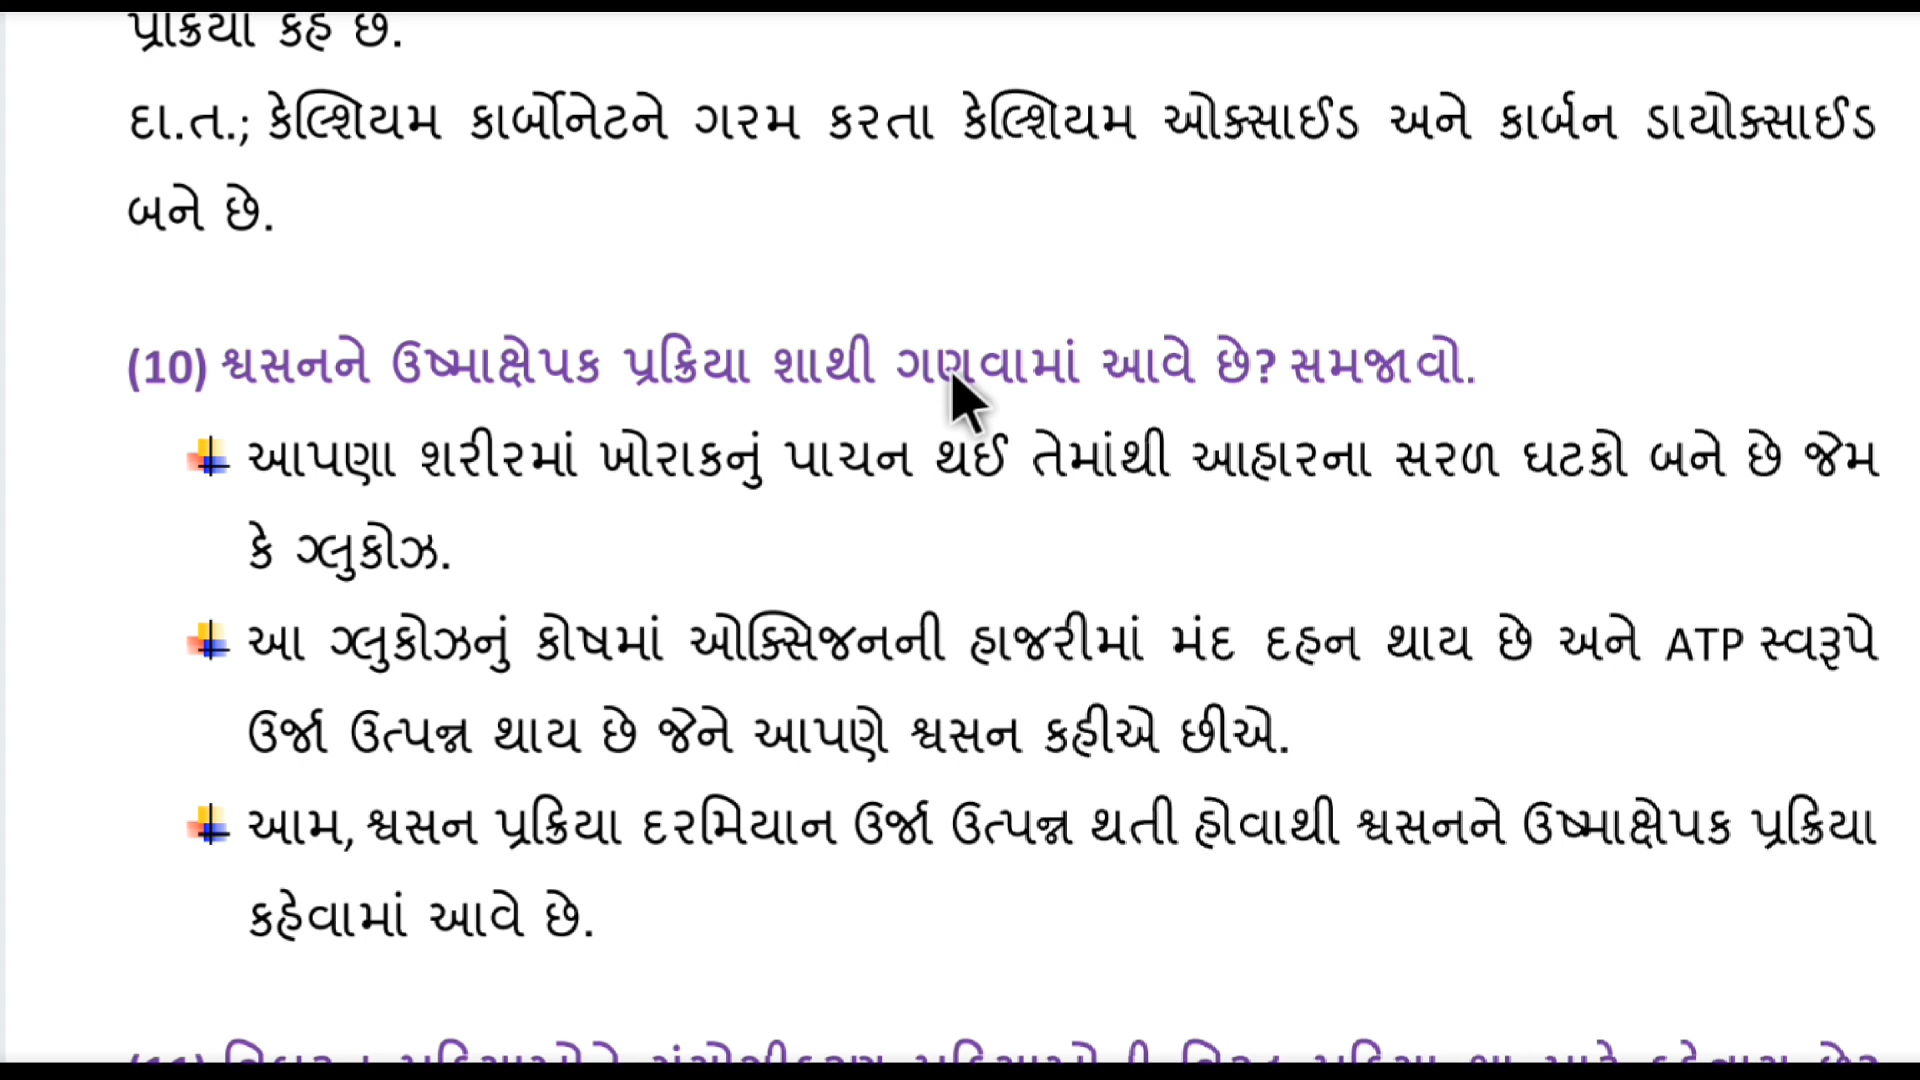 પ્રક્રિયા કહે છે.
દા.ત.; કેલ્શિયમ કાર્બોનેટને ગરમ કરતા કેલ્શિયમ ઓક્સાઈડ અને કાર્બન ડાયોક્સાઈડ
બને છે.
(10) શ્વસનને ઉષ્માક્ષેપક પ્રક્રિયા શાથી ગણવામાં આવે છે? સમજાવો.
આપણા શરીરમાં ખોરાકનું પાચન થઈ તેમાંથી આહારના સરળ ઘટકો બને છે જેમ
કે ગ્લુકોઝ.
આ ગ્લુકોઝનું કોષમાં ઓક્સિજનની હાજરીમાં મંદ દહન થાય છે અને ATP સ્વરૂપે
ઉર્જા ઉત્પન્ન થાય છે જેને આપણે શ્વસન કહીએ છીએ.
આમ, શ્વસન પ્રક્રિયા દરમિયાન ઉર્જા ઉત્પન્ન થતી હોવાથી શ્વસનને ઉષ્માક્ષેપક પ્રક્રિયા
કહેવામાં આવે છે.